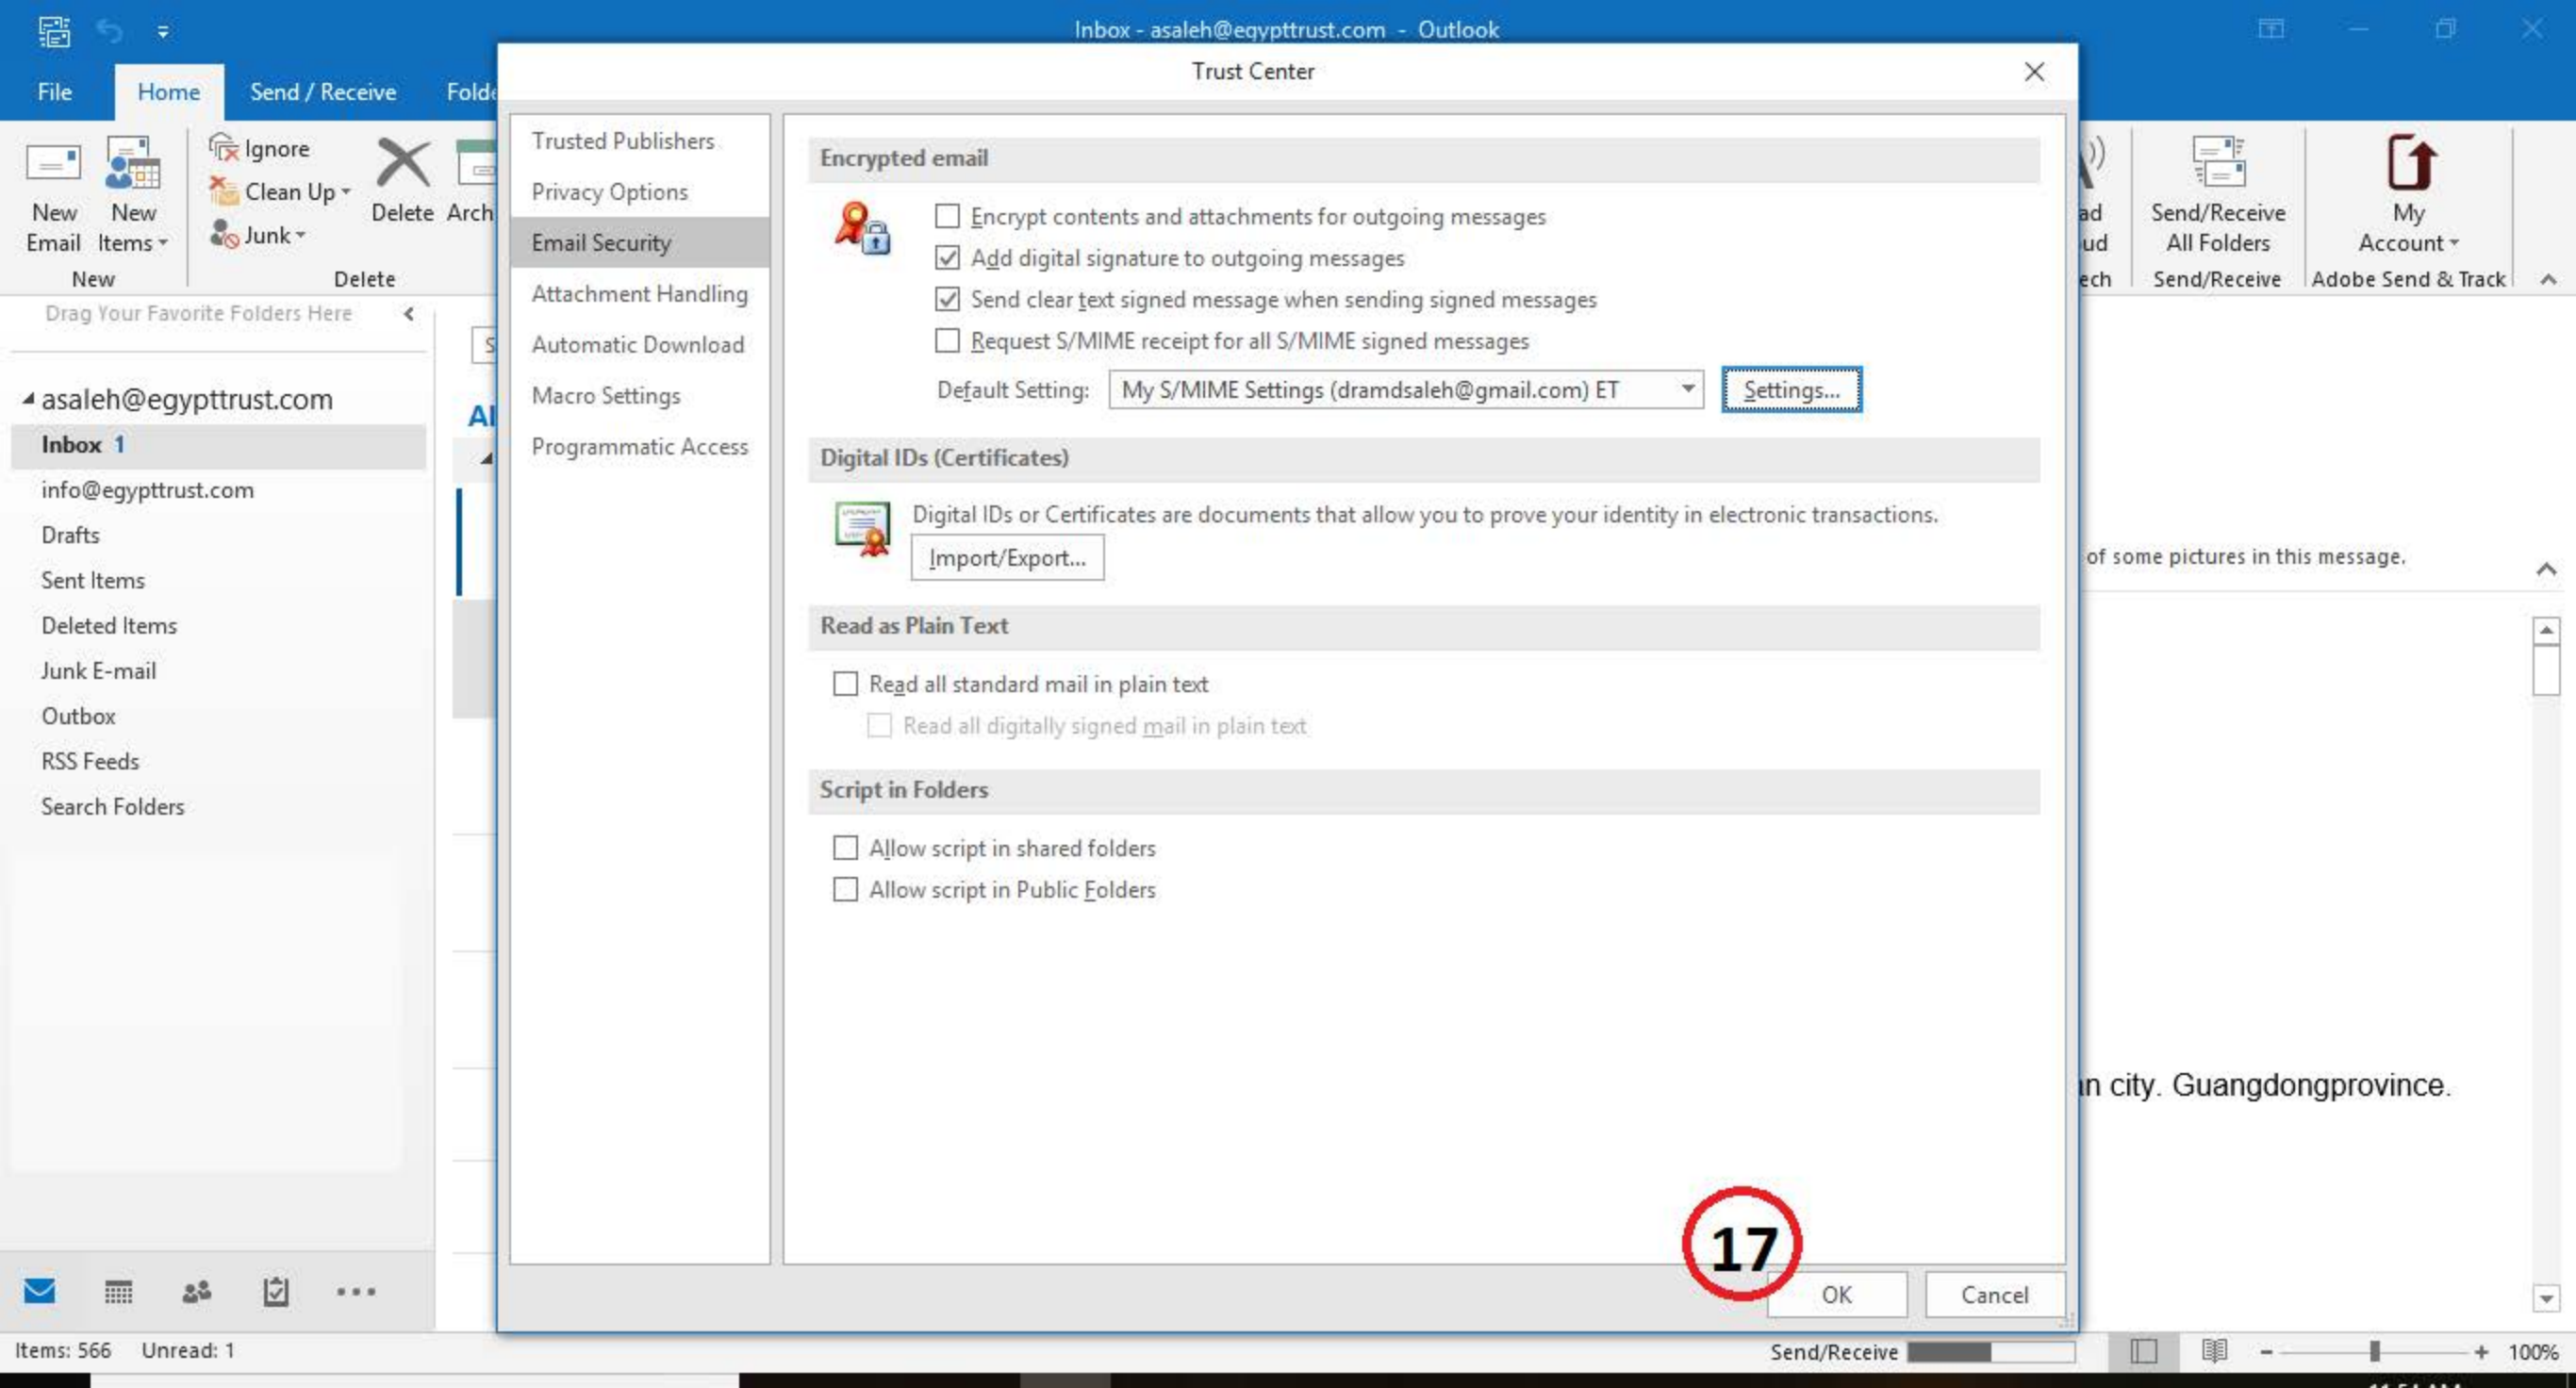 Inbox - asaleh@egypttrust.com - Outlook
File Home Send / Receive
Trust Center
New Email
New Items
New
Ignore
Clean Up
Junk
Delete
Delete
Send/Receive All Folders
Send/Receive
My Account
Adobe Send & Track
Drag Your Favorite Folders Here
asaleh@egypttrust.com
Inbox 1
info@egypttrust.com
Drafts
Sent Items
Deleted Items
Junk E-mail
Outbox
RSS Feeds
Search Folders
Trusted Publishers
Privacy Options
Email Security
Attachment Handling
Automatic Download
Macro Settings
Programmatic Access
Encrypted email
Encrypt contents and attachments for outgoing messages
Add digital signature to outgoing messages
Send clear text signed message when sending signed messages
Request S/MIME receipt for all S/MIME signed messages
Default Setting: My S/MIME Settings (dramdsaleh@gmail.com) ET Settings...
Digital IDs (Certificates)
Digital IDs or Certificates are documents that allow you to prove your identity in electronic transactions.
Import/Export...
Read as Plain Text
Read all standard mail in plain text
Read all digitally signed mail in plain text
Script in Folders
Allow script in shared folders
Allow script in Public Folders
17
OK Cancel
of some pictures in this message.
city. Guangdongprovince.
Items: 566 Unread: 1
Send/Receive
100%